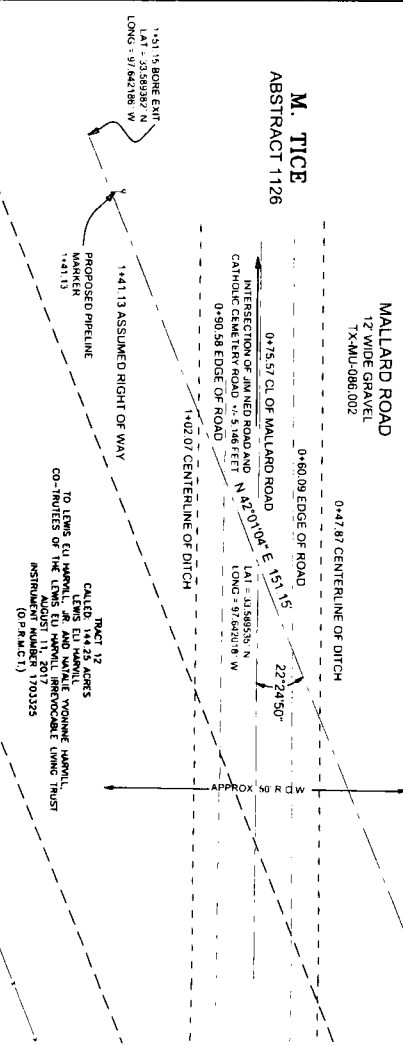 MALLARD ROAD
12' WIDE GRAVEL
TX-MU-086.002
M. TICE
ABSTRACT 1126
0+47.87 CENTERLINE OF DITCH
0+60.09 EDGE OF ROAD
0+75.57 CL OF MALLARD ROAD
INTERSECTION OF JIM NED ROAD AND
CATHOLIC CEMETERY ROAD +/- 5,146 FEET
0+90.58 EDGE OF ROAD
1+02.07 CENTERLINE OF DITCH
N 42°01'04" E 151.15'
LAT = 33.589535° N
LONG = 97.642018° W
22°24'50"
APPROX 50' R.O.W
1+51.15 BORE EXIT
LAT = 33.589382° N
LONG = 97.642186° W
1+41.13 ASSUMED RIGHT OF WAY
PROPOSED PIPELINE
MARKER
1+41.13
TRACT 12
CALLED: 144.25 ACRES
LEWIS ELI HARVILL
TO LEWIS ELI HARVILL, JR. AND NATALIE YVONNE HARVILL,
CO-TRUTEES OF THE LEWIS ELI HARVILL IRREVOCABLE LIVING TRUST
AUGUST 11, 2017
INSTRUMENT NUMBER 1703325
(O.P.R.M.C.T.)